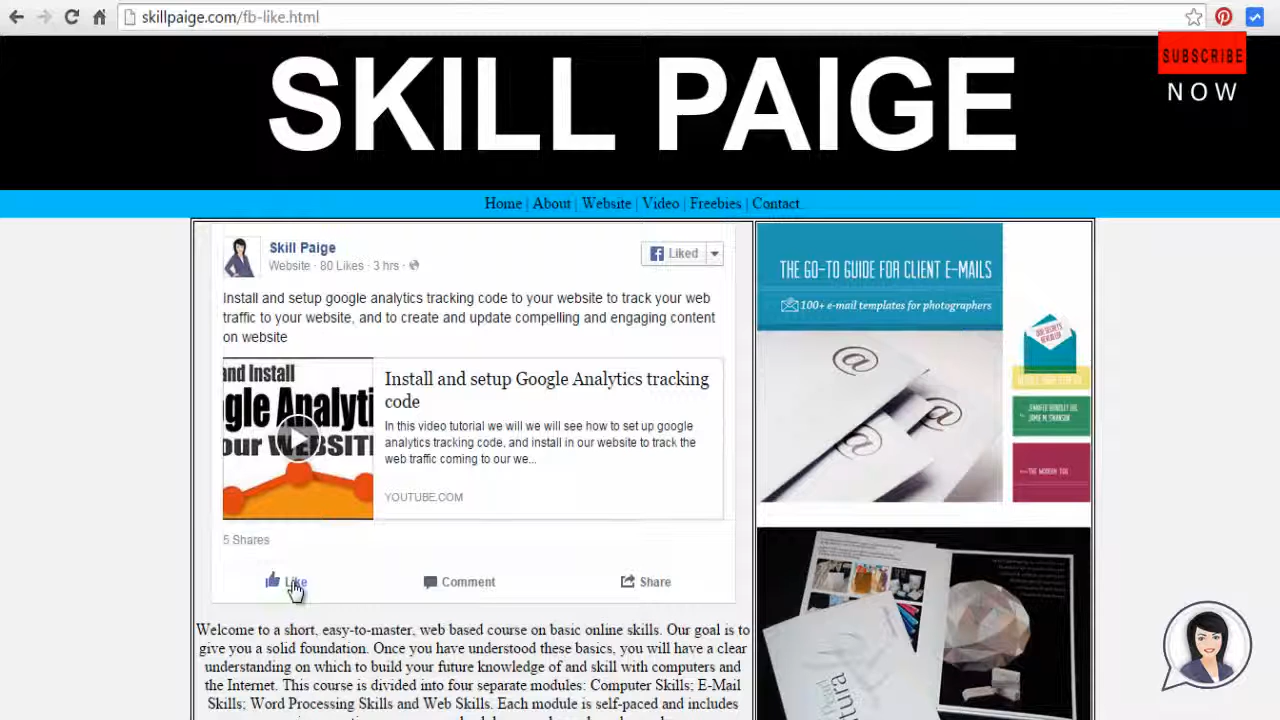 skillpaige.com/fb-like.html
SKILL PAIGE
SUBSCRIBE
NOW
Home | About | Website | Video | Freebies | Contact
Skill Paige
Website · 80 Likes · 3 hrs ·
Liked
Install and setup google analytics tracking code to your website to track your web
traffic to your website, and to create and update compelling and engaging content
on website
and Install
gle Analyti
our WEBSITE
Install and setup Google Analytics tracking
code
In this video tutorial we will we will see how to set up google
analytics tracking code, and install in our website to track the
web traffic coming to our we...
YOUTUBE.COM
5 Shares
Like
Comment
Share
THE GO-TO GUIDE FOR CLIENT E-MAILS
100+ e-mail templates for photographers
@
@
@
THE MODERN TOG
Welcome to a short, easy-to-master, web based course on basic online skills. Our goal is to
give you a solid foundation. Once you have understood these basics, you will have a clear
understanding on which to build your future knowledge of and skill with computers and
the Internet. This course is divided into four separate modules: Computer Skills; E-Mail
Skills; Word Processing Skills and Web Skills. Each module is self-paced and includes